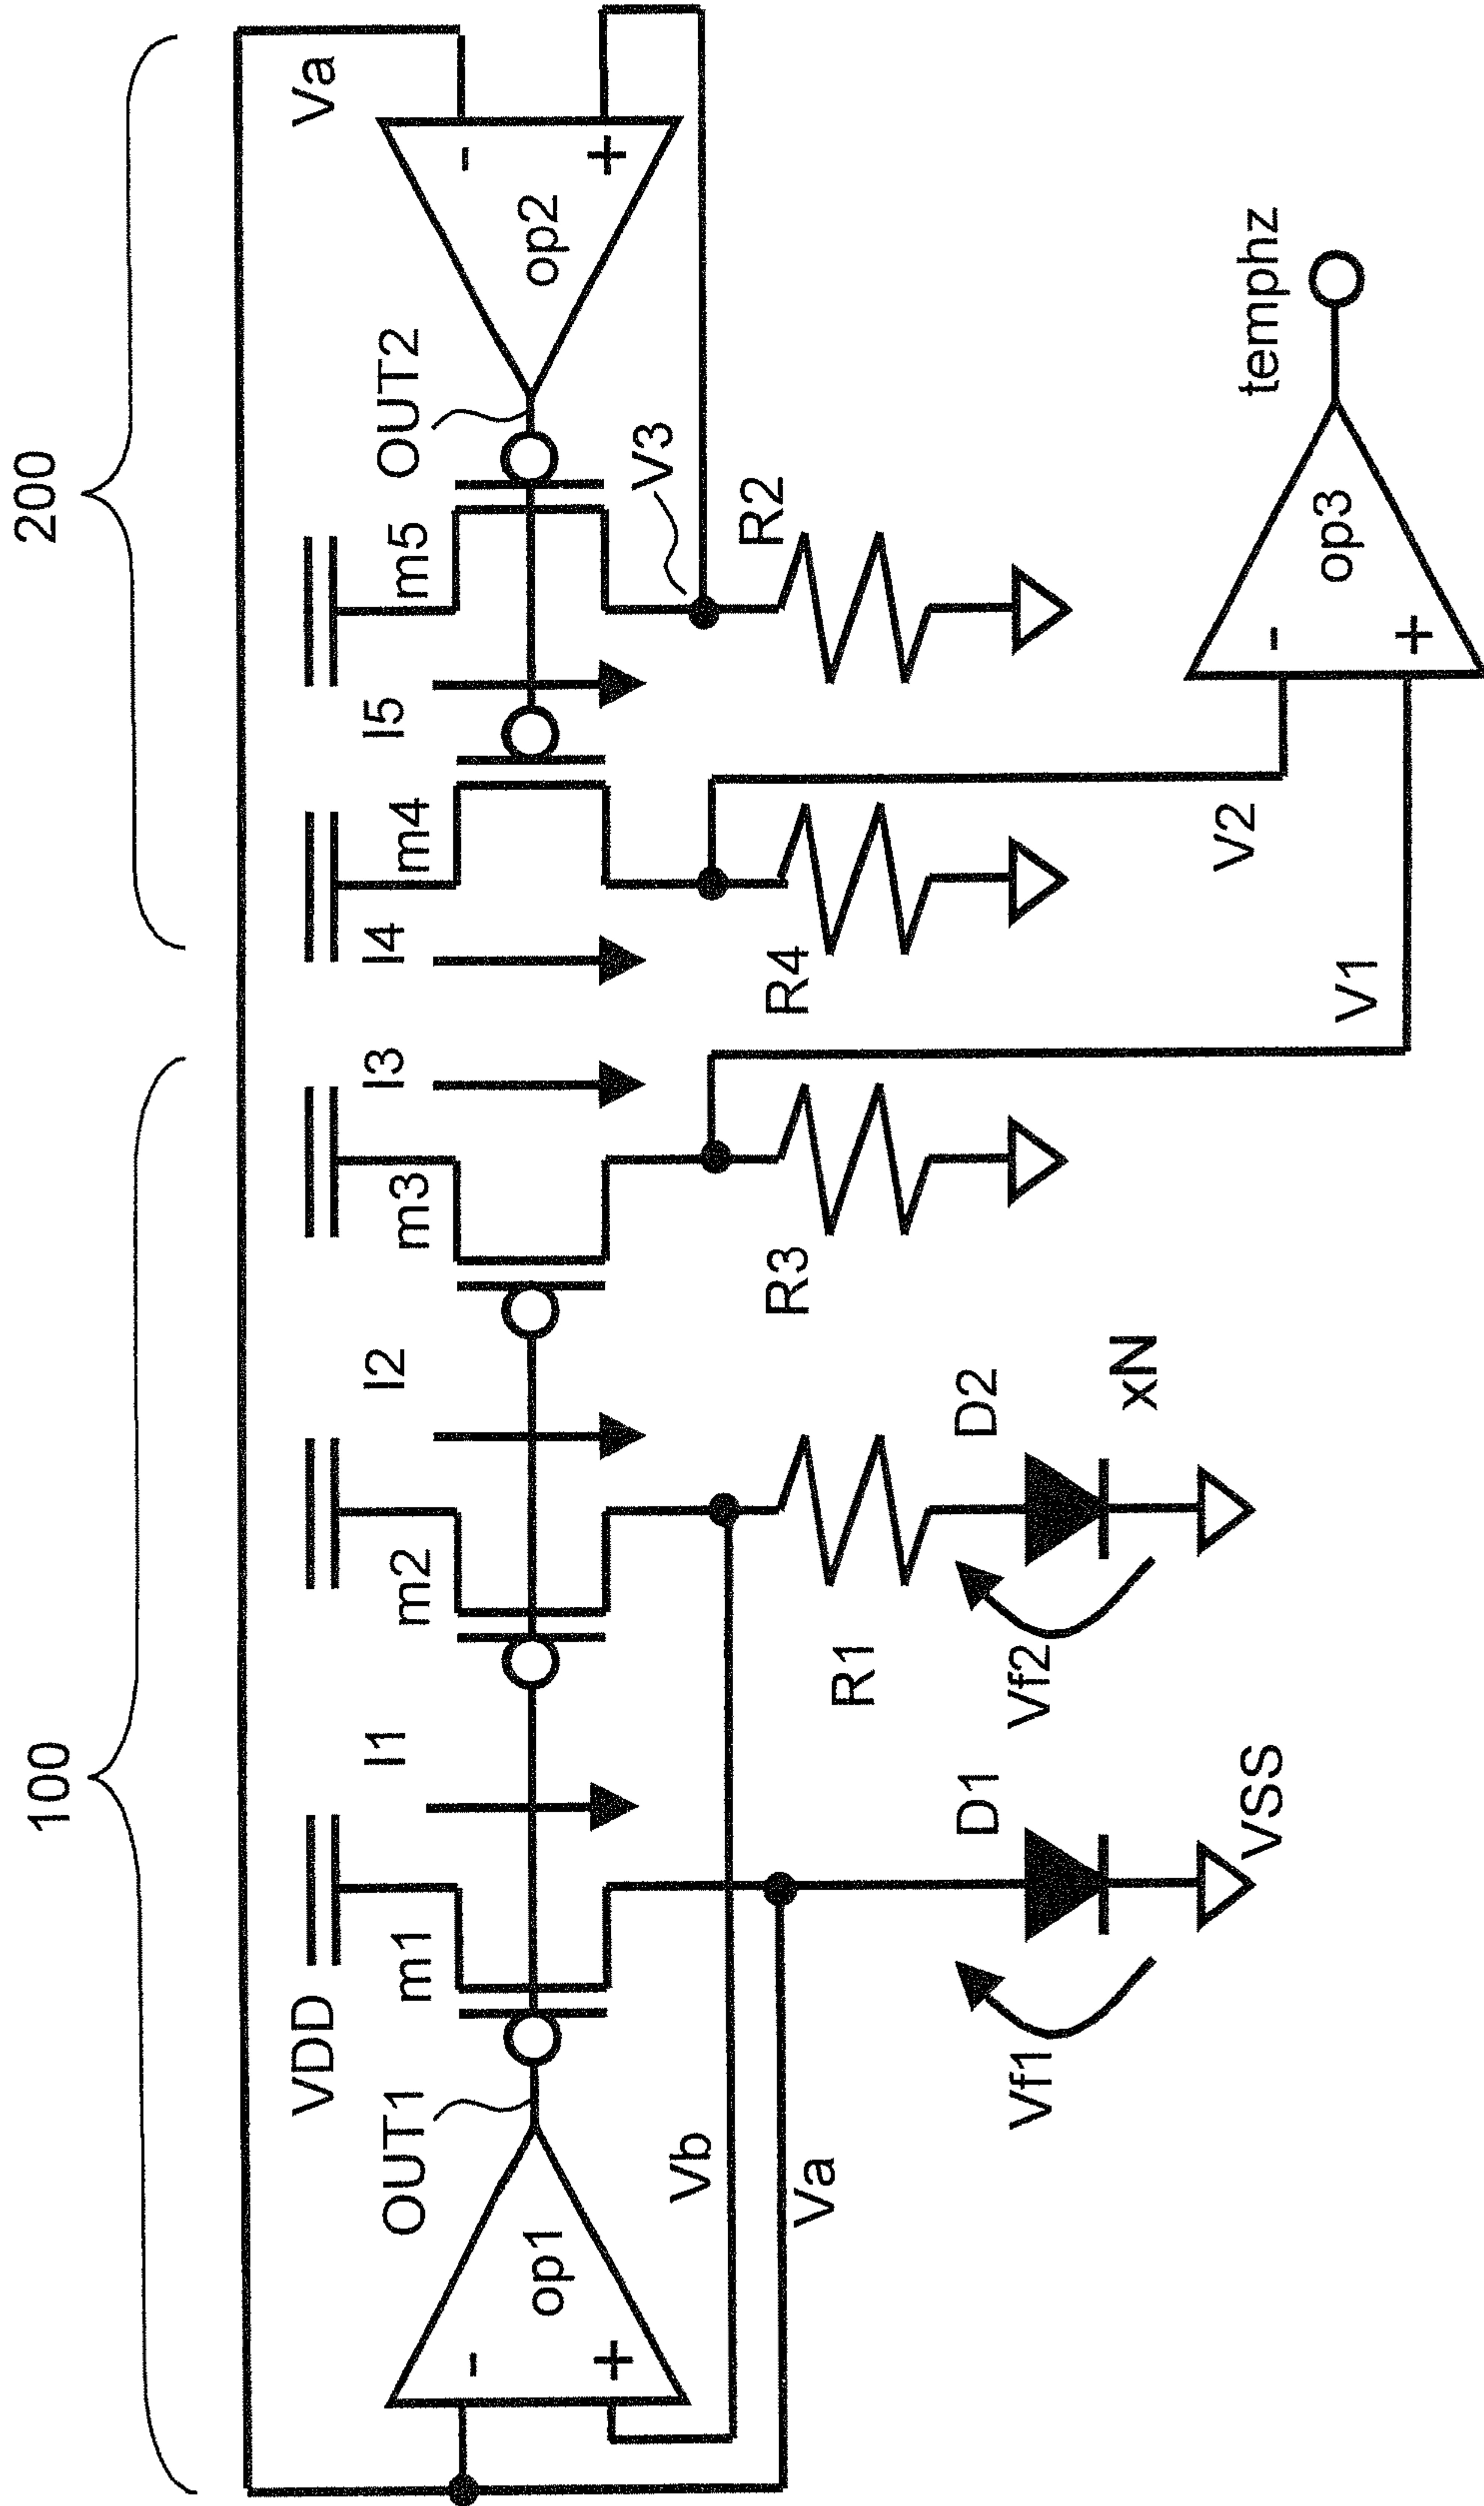 100
200
VDD
Va
I1
I2
I3
I4
I5
OUT1
m1
m2
m3
m4
m5
OUT2
-
+
op1
-
+
op2
Vb
Va
V3
R1
R3
R4
R2
Vf1
D1
Vf2
D2
xN
VSS
V1
V2
-
+
op3
temphz